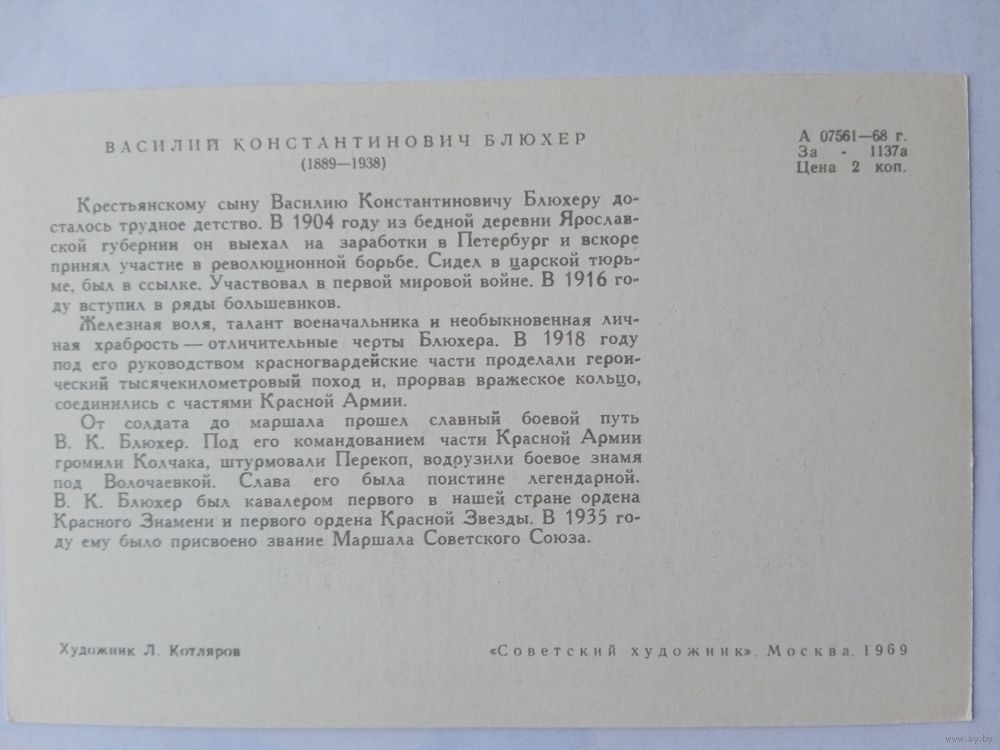 ВАСИЛИЙ КОНСТАНТИНОВИЧ БЛЮХЕР
(1889—1938)
А 07561—68 г.
За - 1137а
Цена 2 коп.
Крестьянскому сыну Василию Константиновичу Блюхеру до-
сталось трудное детство. В 1904 году из бедной деревни Ярослав-
ской губернии он выехал на заработки в Петербург и вскоре
принял участие в революционной борьбе. Сидел в царской тюрь-
ме, был в ссылке. Участвовал в первой мировой войне. В 1916 го-
ду вступил в ряды большевиков.
Железная воля, талант военачальника и необыкновенная лич-
ная храбрость — отличительные черты Блюхера. В 1918 году
под его руководством красногвардейские части проделали герои-
ческий тысячекилометровый поход и, прорвав вражеское кольцо,
соединились с частями Красной Армии.
От солдата до маршала прошел славный боевой путь
В. К. Блюхер. Под его командованием части Красной Армии
громили Колчака, штурмовали Перекоп, водрузили боевое знамя
под Волочаевкой. Слава его была поистине легендарной.
В. К. Блюхер был кавалером первого в нашей стране ордена
Красного Знамени и первого ордена Красной Звезды. В 1935 го-
ду ему было присвоено звание Маршала Советского Союза.
Художник Л. Котляров
«Советский художник». Москва. 1969
www.ay.by